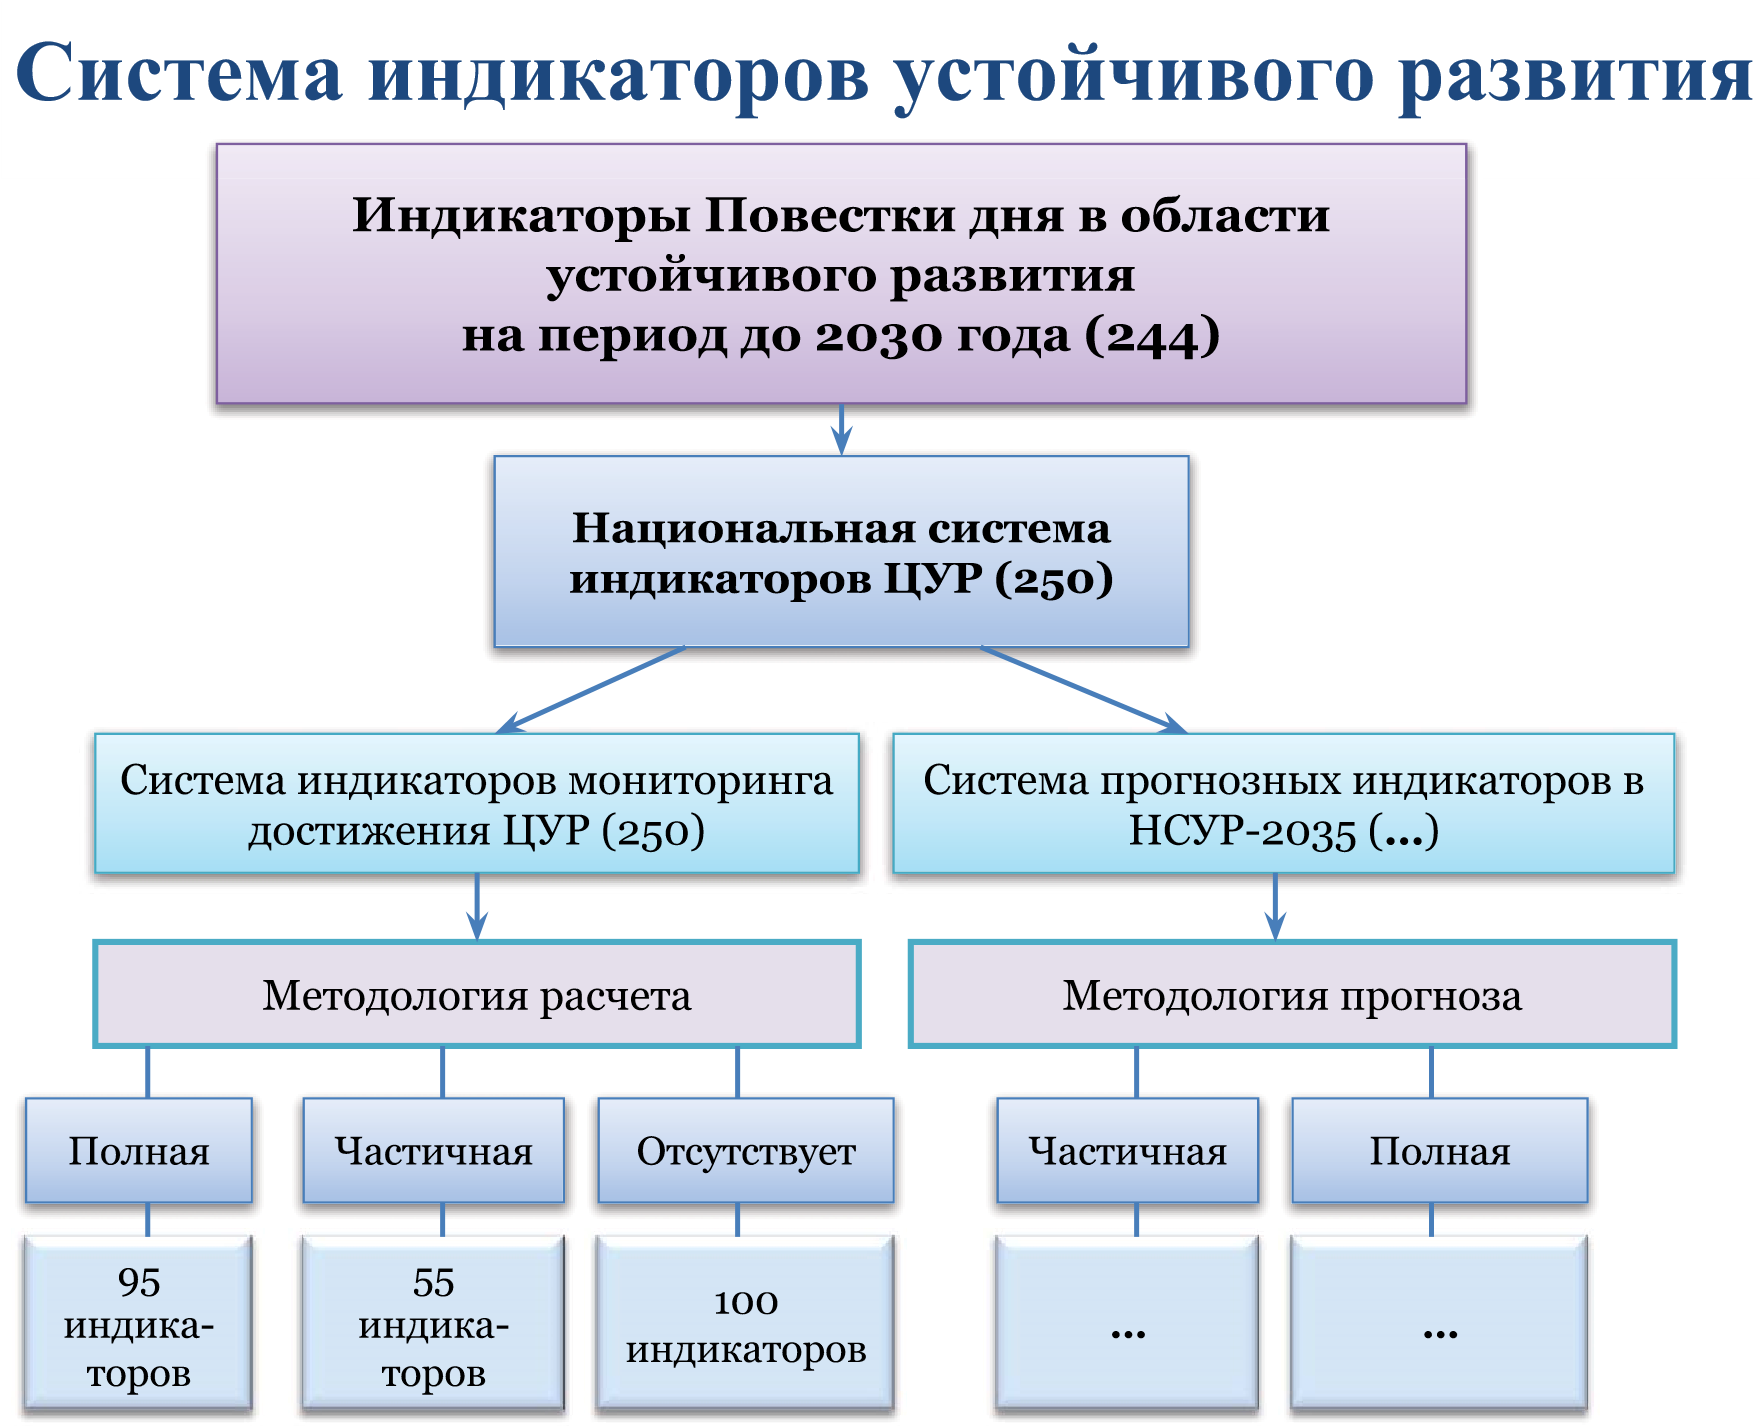 Система индикаторов устойчивого развития
Индикаторы Повестки дня в области
устойчивого развития
на период до 2030 года (244)
Национальная система
индикаторов ЦУР (250)
Система индикаторов мониторинга
достижения ЦУР (250)
Система прогнозных индикаторов в
НСУР-2035 (...)
Методология расчета
Методология прогноза
Полная
Частичная
Отсутствует
Частичная
Полная
95
индика-
торов
55
индика-
торов
100
индикаторов
...
...